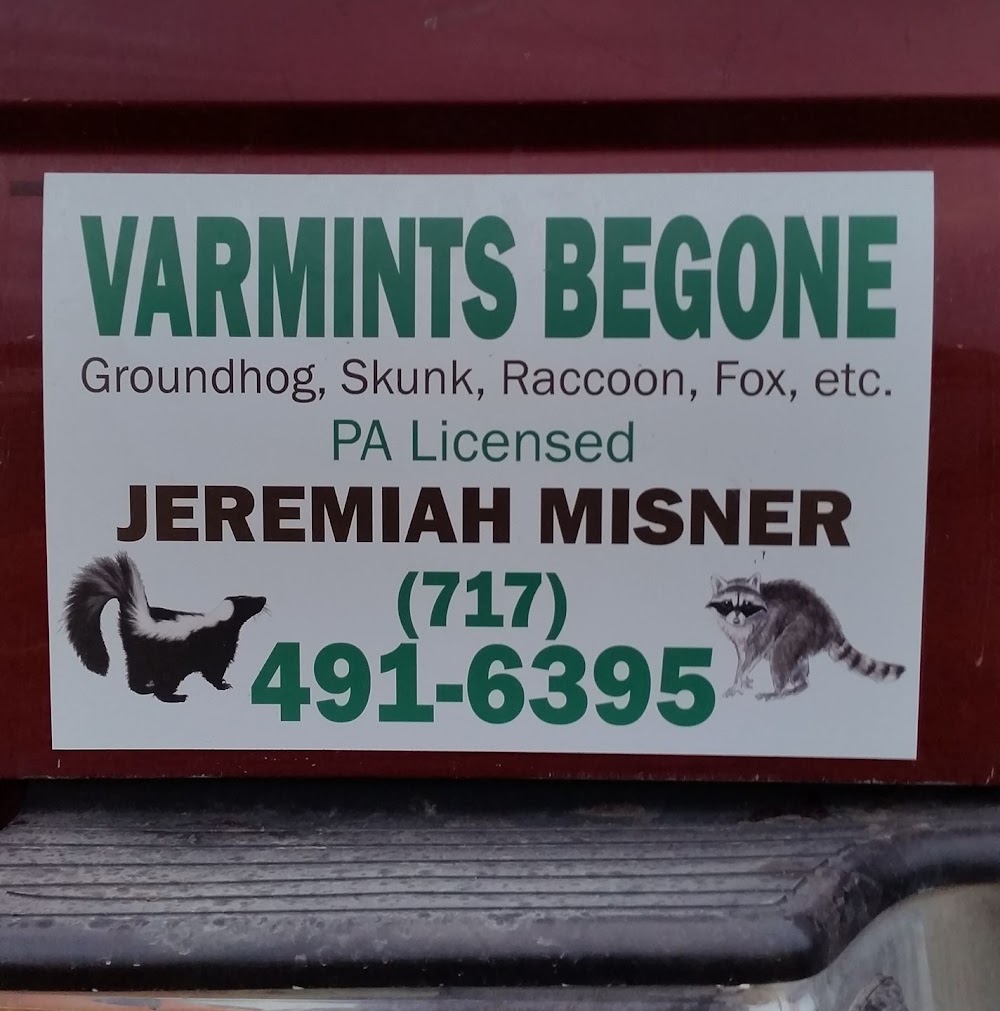 VARMINTS BEGONE
Groundhog, Skunk, Raccoon, Fox, etc.
PA Licensed
JEREMIAH MISNER
(717)
491-6395